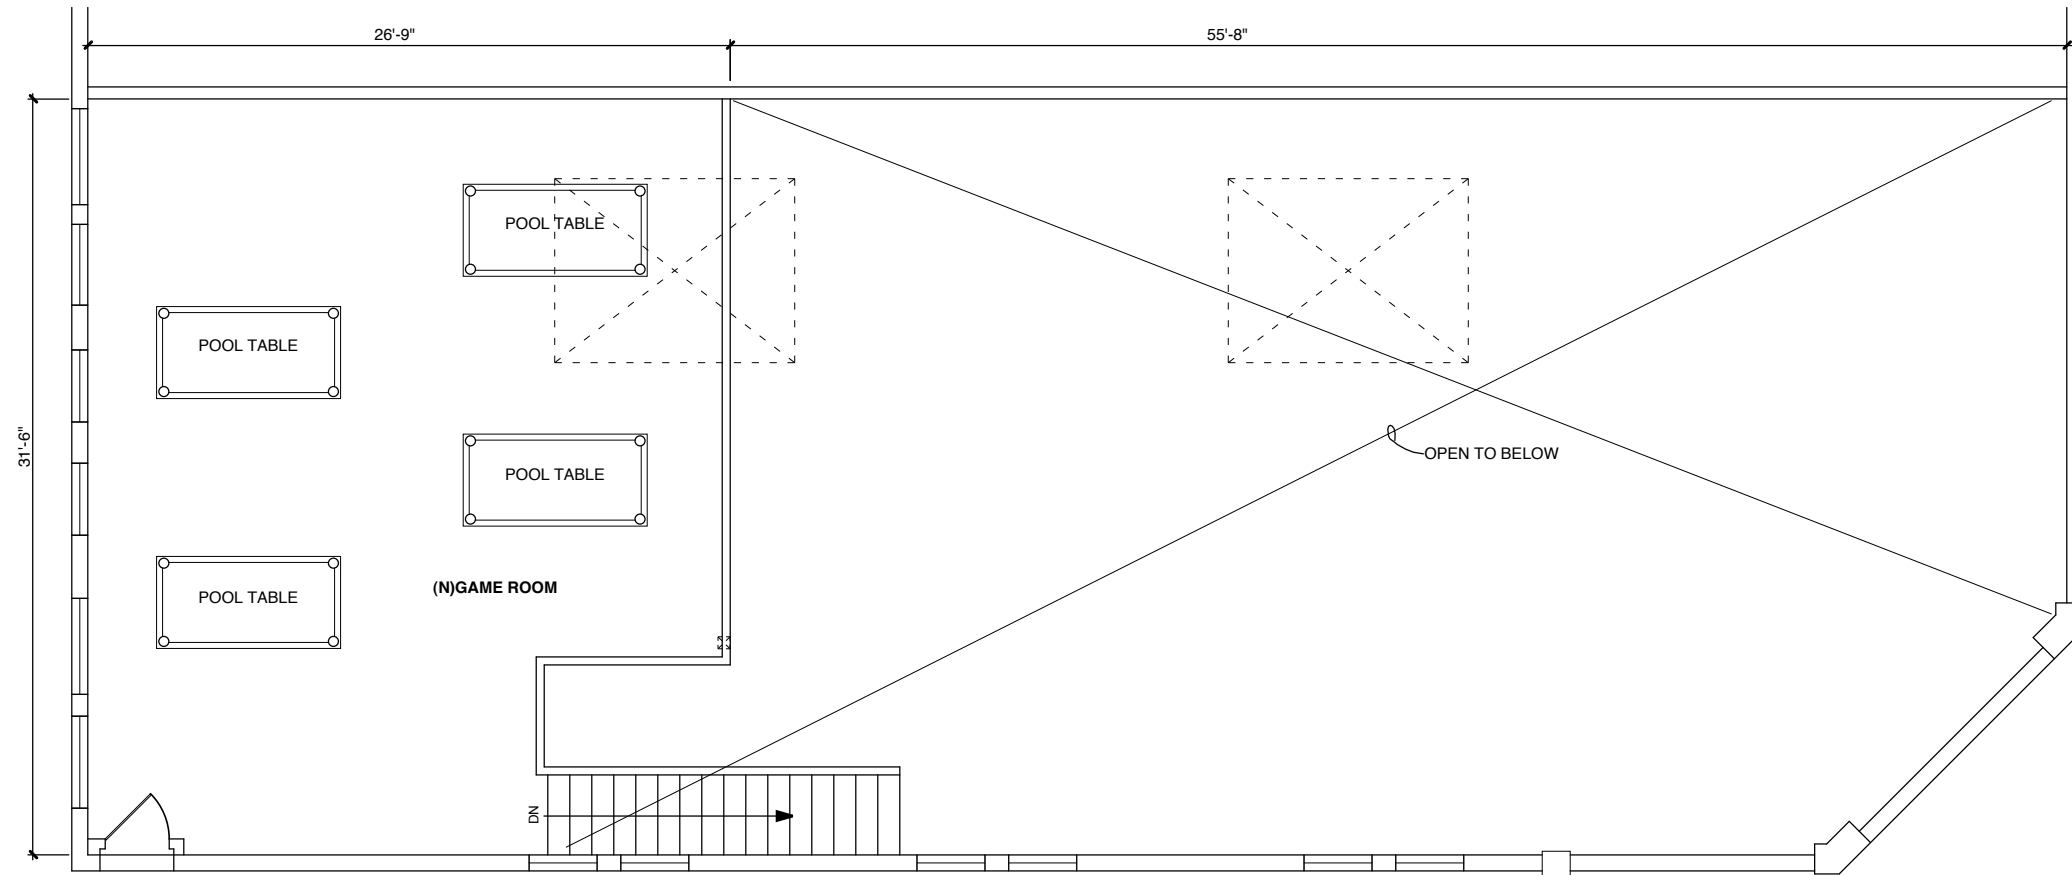 26'-9"
55'-8"
POOL TABLE
POOL TABLE
31'-6"
OPEN TO BELOW
POOL TABLE
(N)GAME ROOM
POOL TABLE
DN